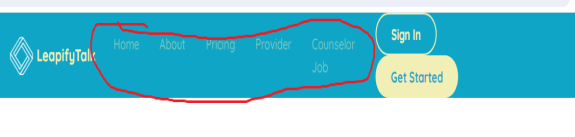 LeapifyTalk
Home About Pricing Provider Counselor
Job
Sign In
Get Started